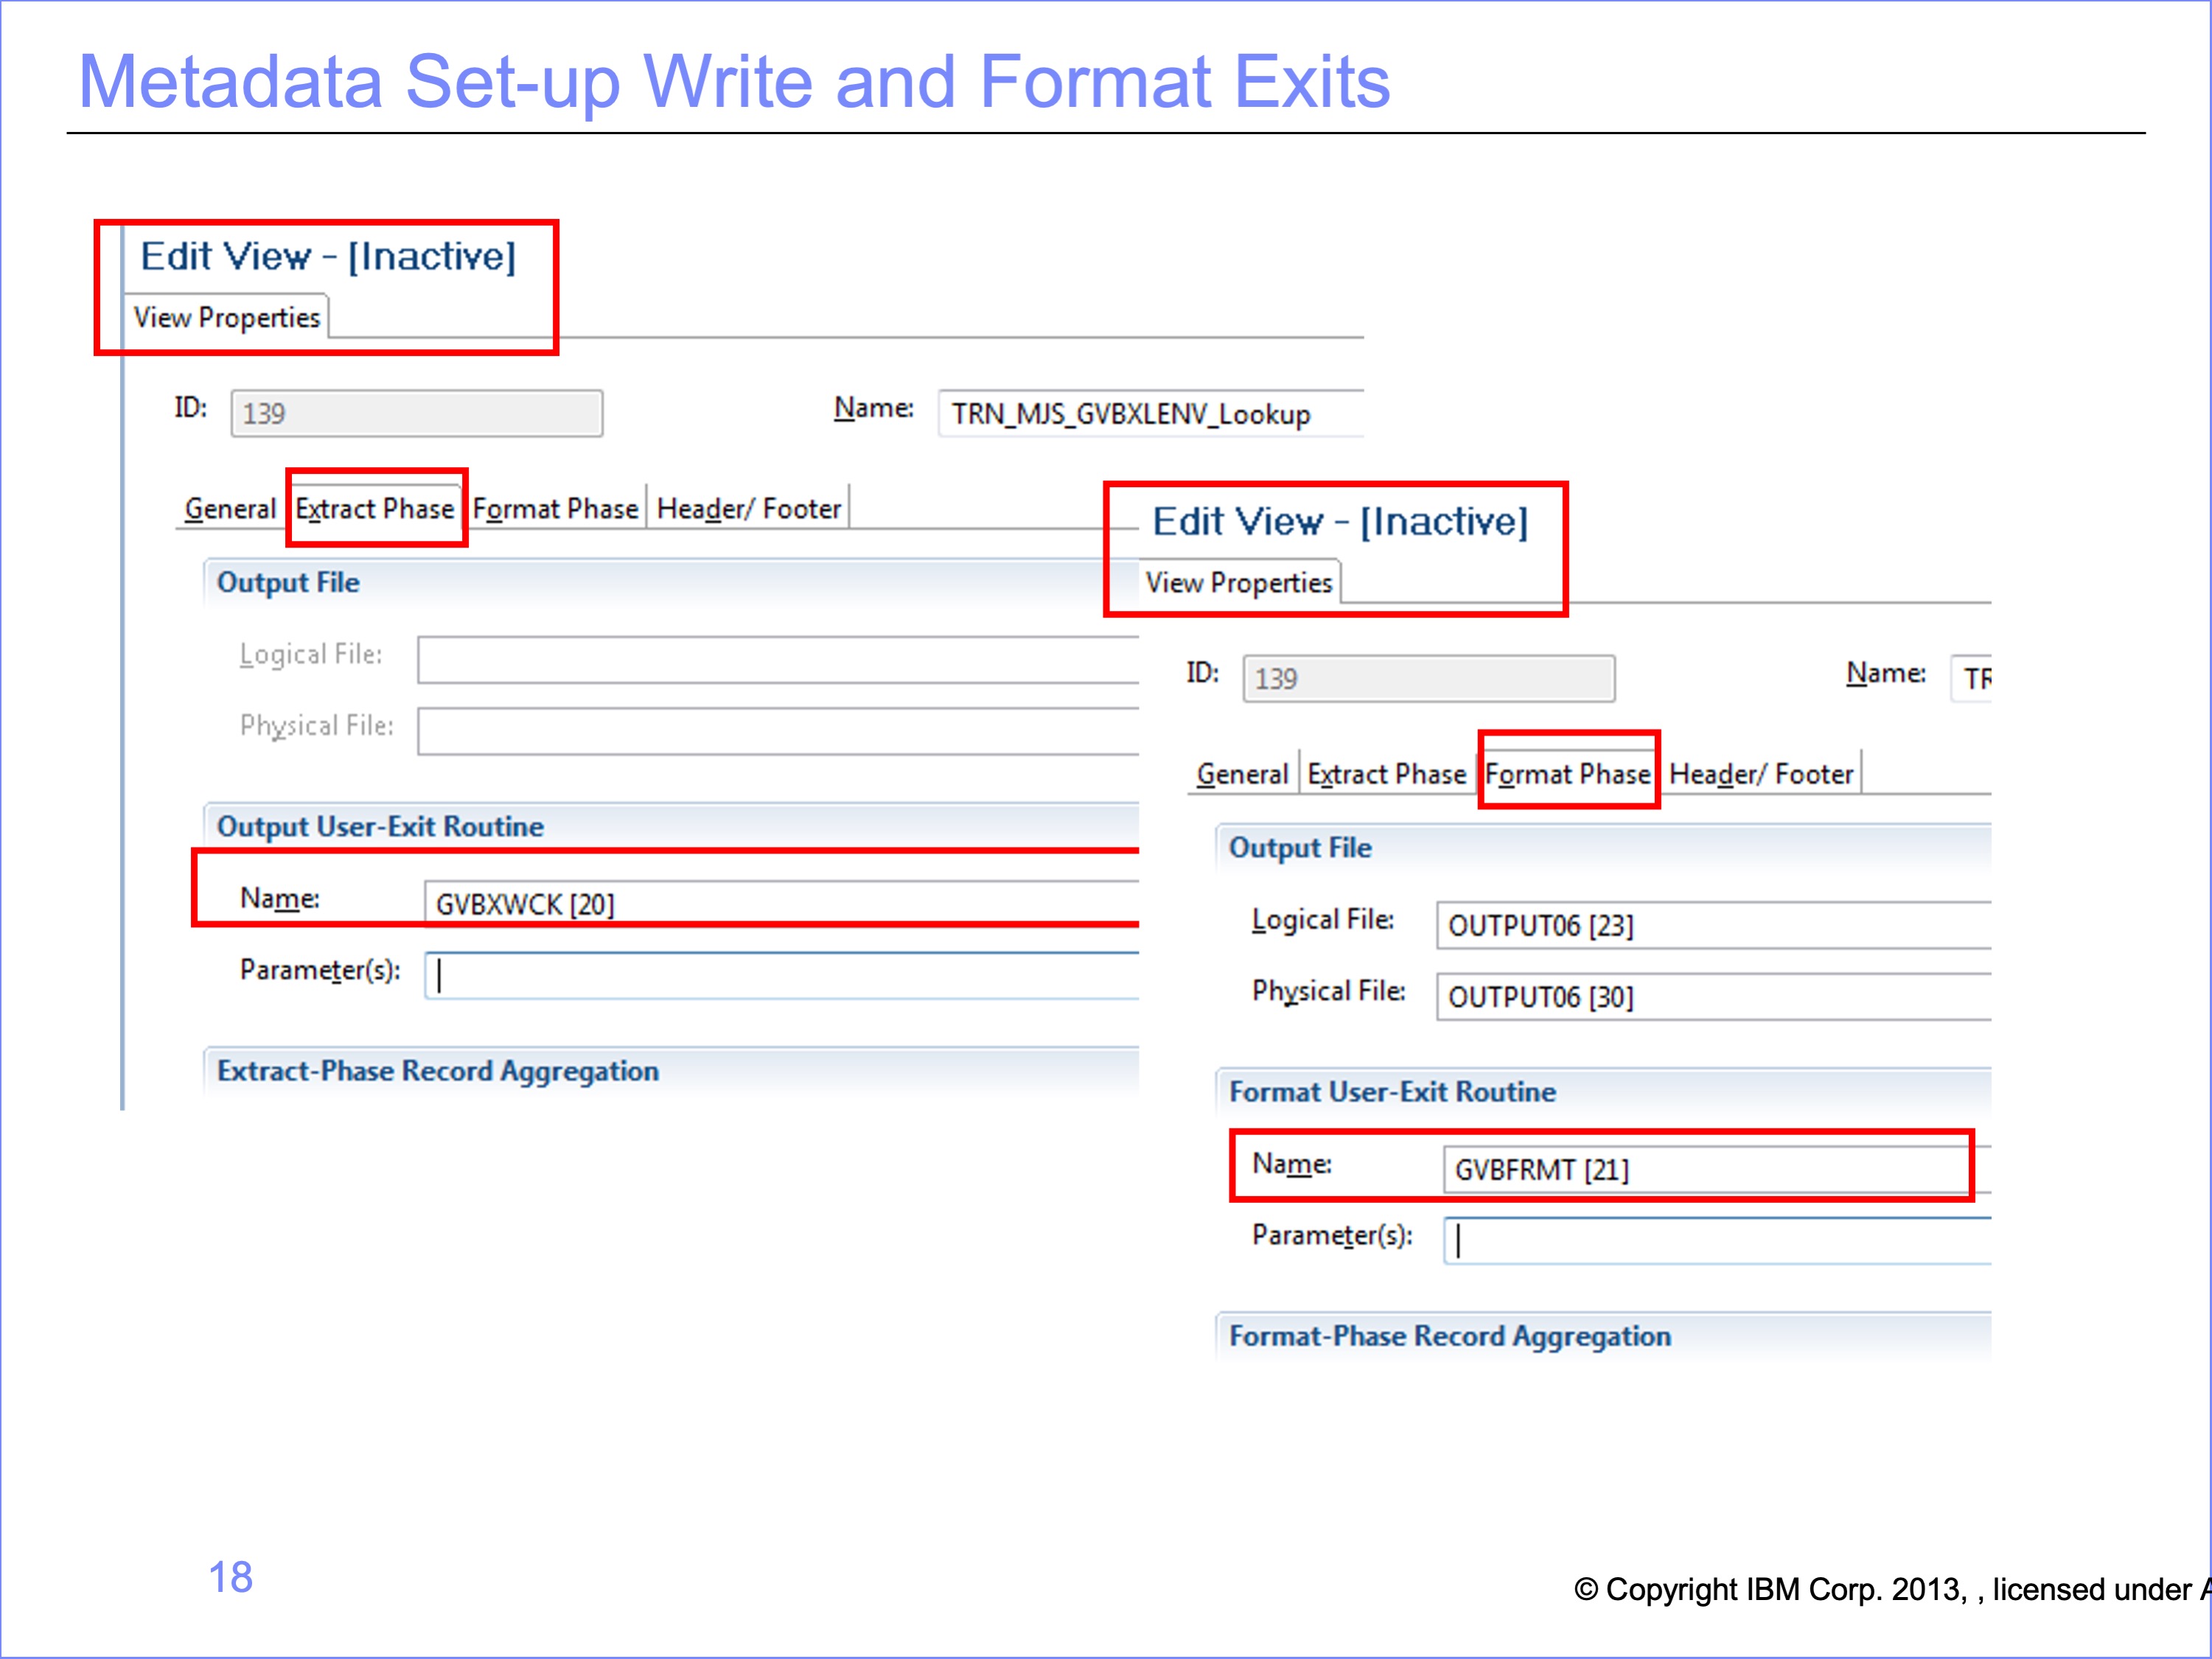 Metadata Set-up Write and Format Exits
Edit View - [Inactive]
View Properties
ID: 139 Name: TRN_MJS_GVBXLENV_Lookup
General Extract Phase Format Phase Header/ Footer
Output File
Logical File:
Physical File:
Output User-Exit Routine
Name: GVBXWCK [20]
Parameter(s):
Extract-Phase Record Aggregation
Edit View - [Inactive]
View Properties
ID: 139 Name: TR
General Extract Phase Format Phase Header/ Footer
Output File
Logical File: OUTPUT06 [23]
Physical File: OUTPUT06 [30]
Format User-Exit Routine
Name: GVBFRMT [21]
Parameter(s):
Format-Phase Record Aggregation
18
© Copyright IBM Corp. 2013, , licensed under A